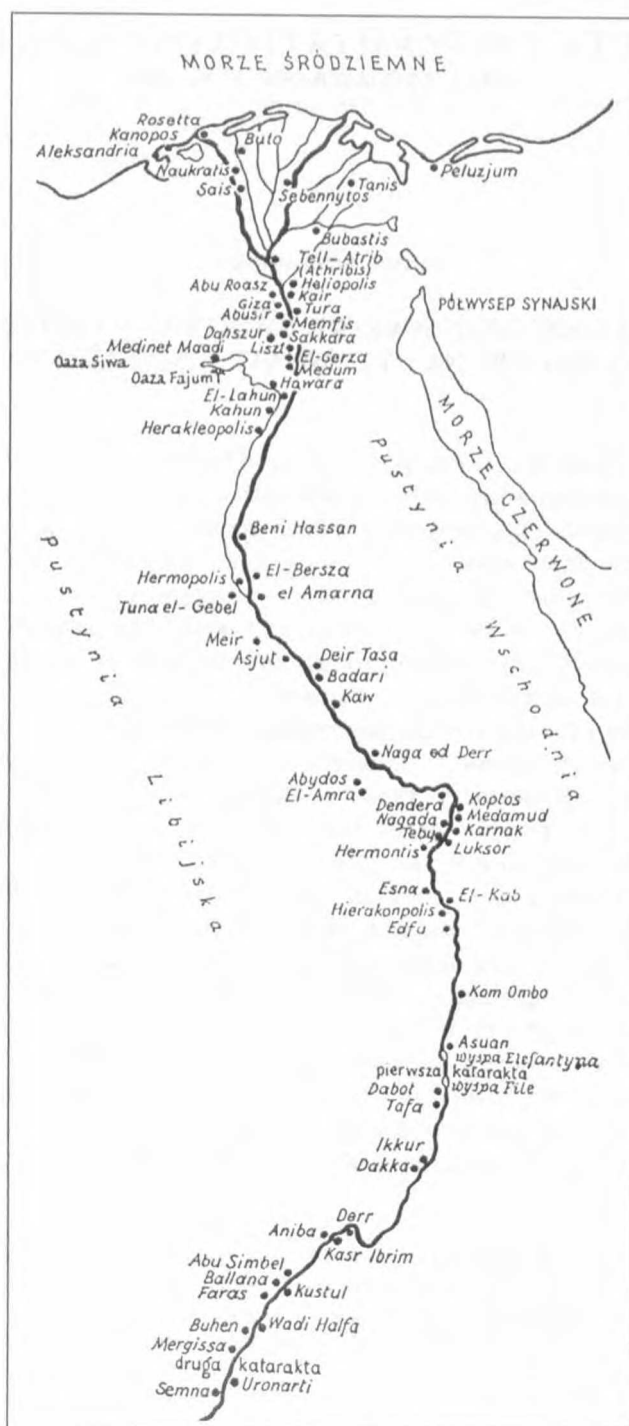 MORZE ŚRÓDZIEMNE
Rosetta
Kanopos
Aleksandria
Buto
Naukratis
Sais
Sebennytos
Tanis
Peluzjum
Bubastis
Tell-Atrib
(Athribis)
Abu Roasz
Heliopolis
Kair
Giza
Tura
Abusir
Memfis
Dahszur
Sakkara
PÓŁWYSEP SYNAJSKI
Medinet Maadi
Liszt
El-Gerza
Oaza Siwa
Medum
Oaza Fajum
Hawara
El-Lahun
Kahun
Herakleopolis
MORZE CZERWONE
Pustynia Wschodnia
Pustynia Libijska
Beni Hassan
El-Bersza
Hermopolis
el Amarna
Tuna el-Gebel
Meir
Asjut
Deir Tasa
Badari
Kaw
Naga ed Derr
Abydos
El-Amra
Dendera
Koptos
Nagada
Medamud
Teby
Karnak
Hermontis
Luksor
Esna
El-Kab
Hierakonpolis
Edfu
Kom Ombo
Asuan
wyspa Elefantyna
pierwsza katarakta
wyspa File
Dabot
Tafa
Ikkur
Dakka
Derr
Aniba
Kasr Ibrim
Abu Simbel
Ballana
Faras
Kustul
Buhen
Wadi Halfa
Mergissa
druga katarakta
Semna
Uronarti